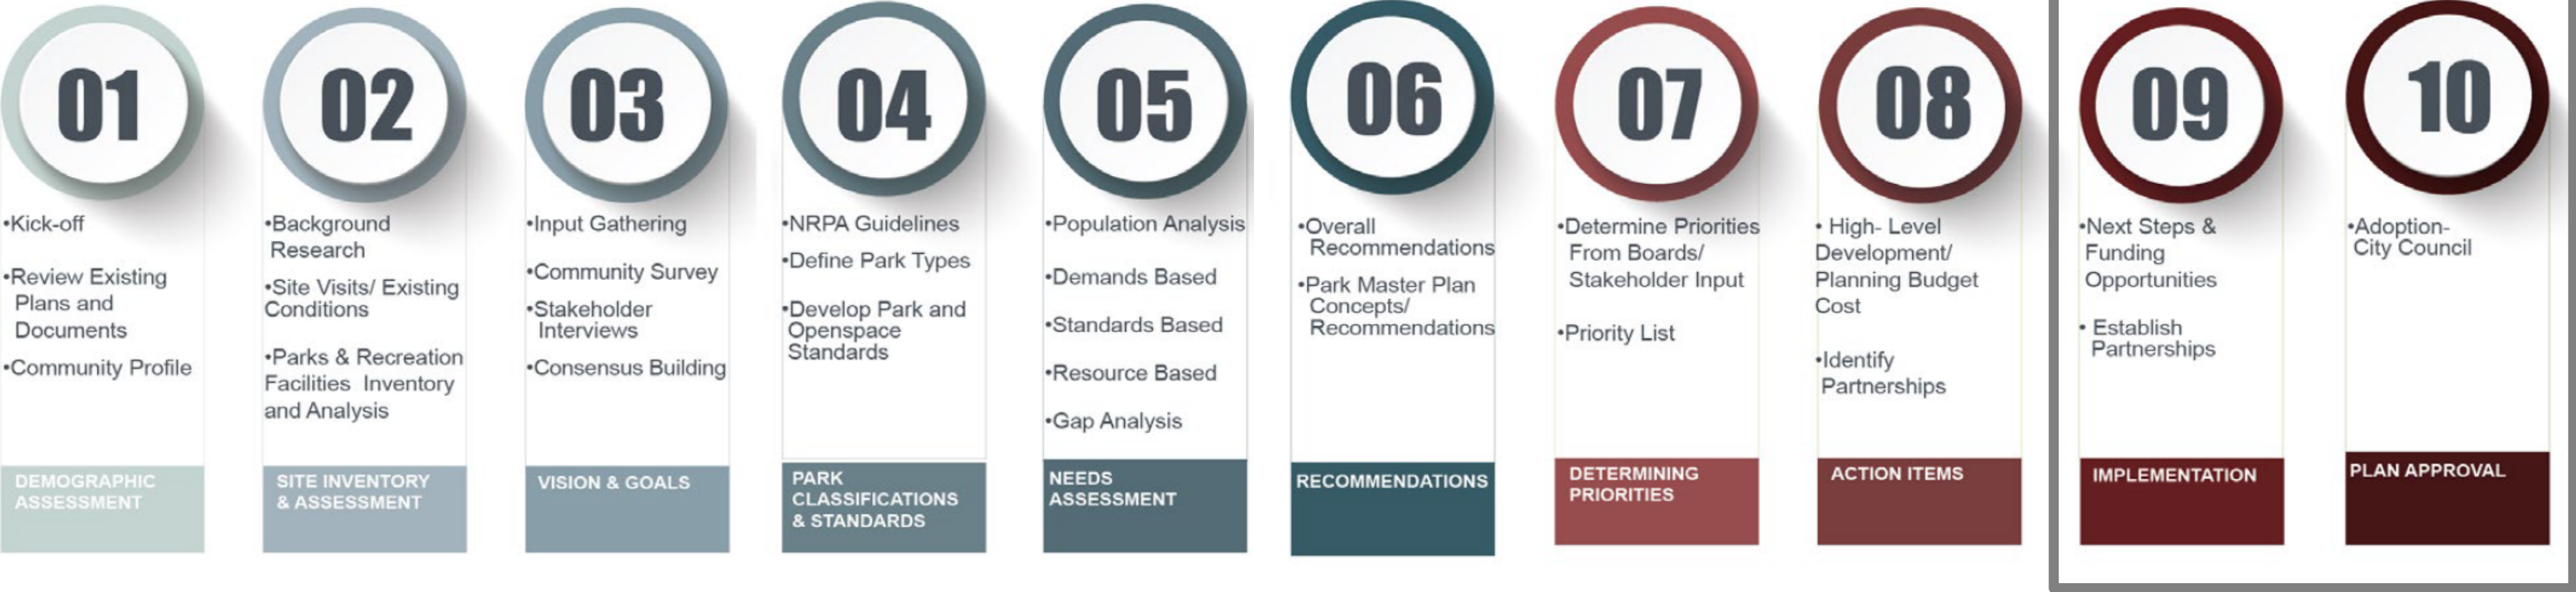 01
•Kick-off
•Review Existing
Plans and
Documents
•Community Profile
DEMOGRAPHIC
ASSESSMENT
02
•Background
Research
•Site Visits/ Existing
Conditions
•Parks & Recreation
Facilities Inventory
and Analysis
SITE INVENTORY
& ASSESSMENT
03
•Input Gathering
•Community Survey
•Stakeholder
Interviews
•Consensus Building
VISION & GOALS
04
•NRPA Guidelines
•Define Park Types
•Develop Park and
Openspace
Standards
PARK
CLASSIFICATIONS
& STANDARDS
05
•Population Analysis
•Demands Based
•Standards Based
•Resource Based
•Gap Analysis
NEEDS
ASSESSMENT
06
•Overall
Recommendations
•Park Master Plan
Concepts/
Recommendations
RECOMMENDATIONS
07
•Determine Priorities
From Boards/
Stakeholder Input
•Priority List
DETERMINING
PRIORITIES
08
• High- Level
Development/
Planning Budget
Cost
•Identify
Partnerships
ACTION ITEMS
09
•Next Steps &
Funding
Opportunities
• Establish
Partnerships
IMPLEMENTATION
10
•Adoption-
City Council
PLAN APPROVAL